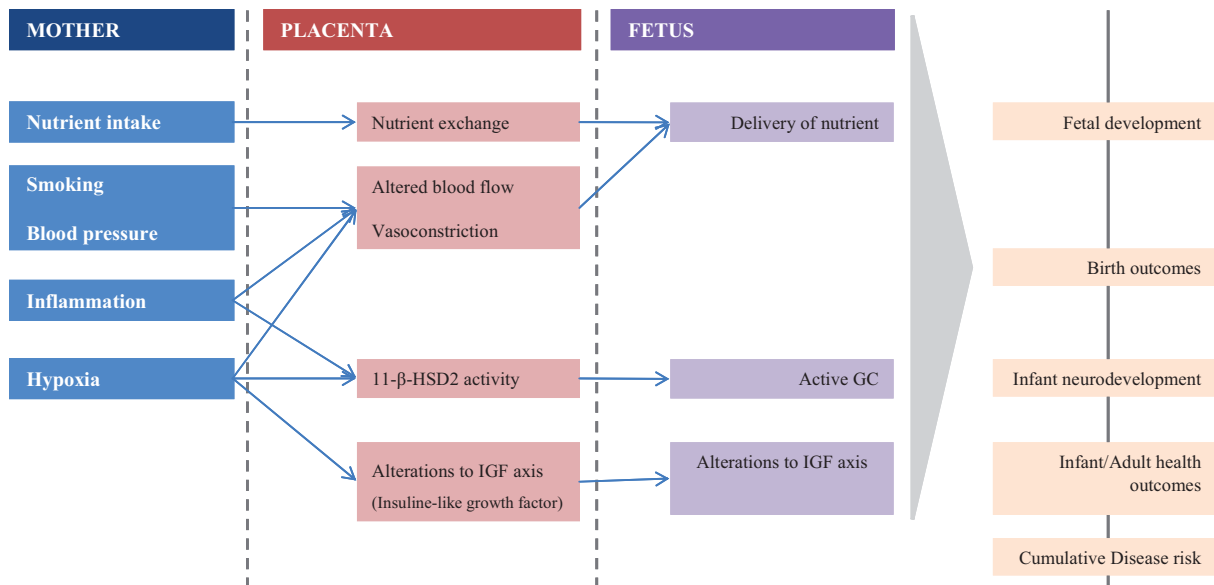 MOTHER
PLACENTA
FETUS
Nutrient intake
Nutrient exchange
Delivery of nutrient
Fetal development
Smoking
Blood pressure
Altered blood flow
Vasoconstriction
Birth outcomes
Inflammation
Hypoxia
11-β-HSD2 activity
Active GC
Infant neurodevelopment
Alterations to IGF axis
(Insuline-like growth factor)
Alterations to IGF axis
Infant/Adult health
outcomes
Cumulative Disease risk